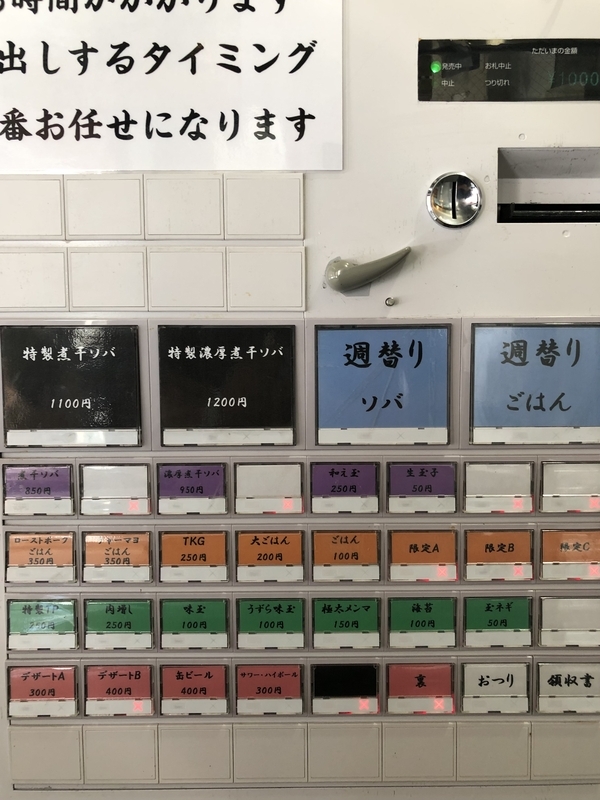 時間がかかります
出しするタイミング
番お任せになります
ただいまの金額
発売中 お札中止
中止 つり切れ
1000
特製煮干ソバ
1100円
特製濃厚煮干ソバ
1200円
週替り
ソバ
週替り
ごはん
煮干ソバ
850円
濃厚煮干ソバ
950円
和え玉
250円
生玉子
50円
ローストポーク
ごはん
350円
ごはん
350円
TKG
250円
大ごはん
200円
ごはん
100円
限定A
限定B
限定C
肉増し
250円
味玉
100円
うずら味玉
100円
極太メンマ
150円
海苔
100円
玉ネギ
50円
デザートA
300円
デザートB
400円
缶ビール
400円
サワー・ハイボール
300円
裏
おつり
領収書